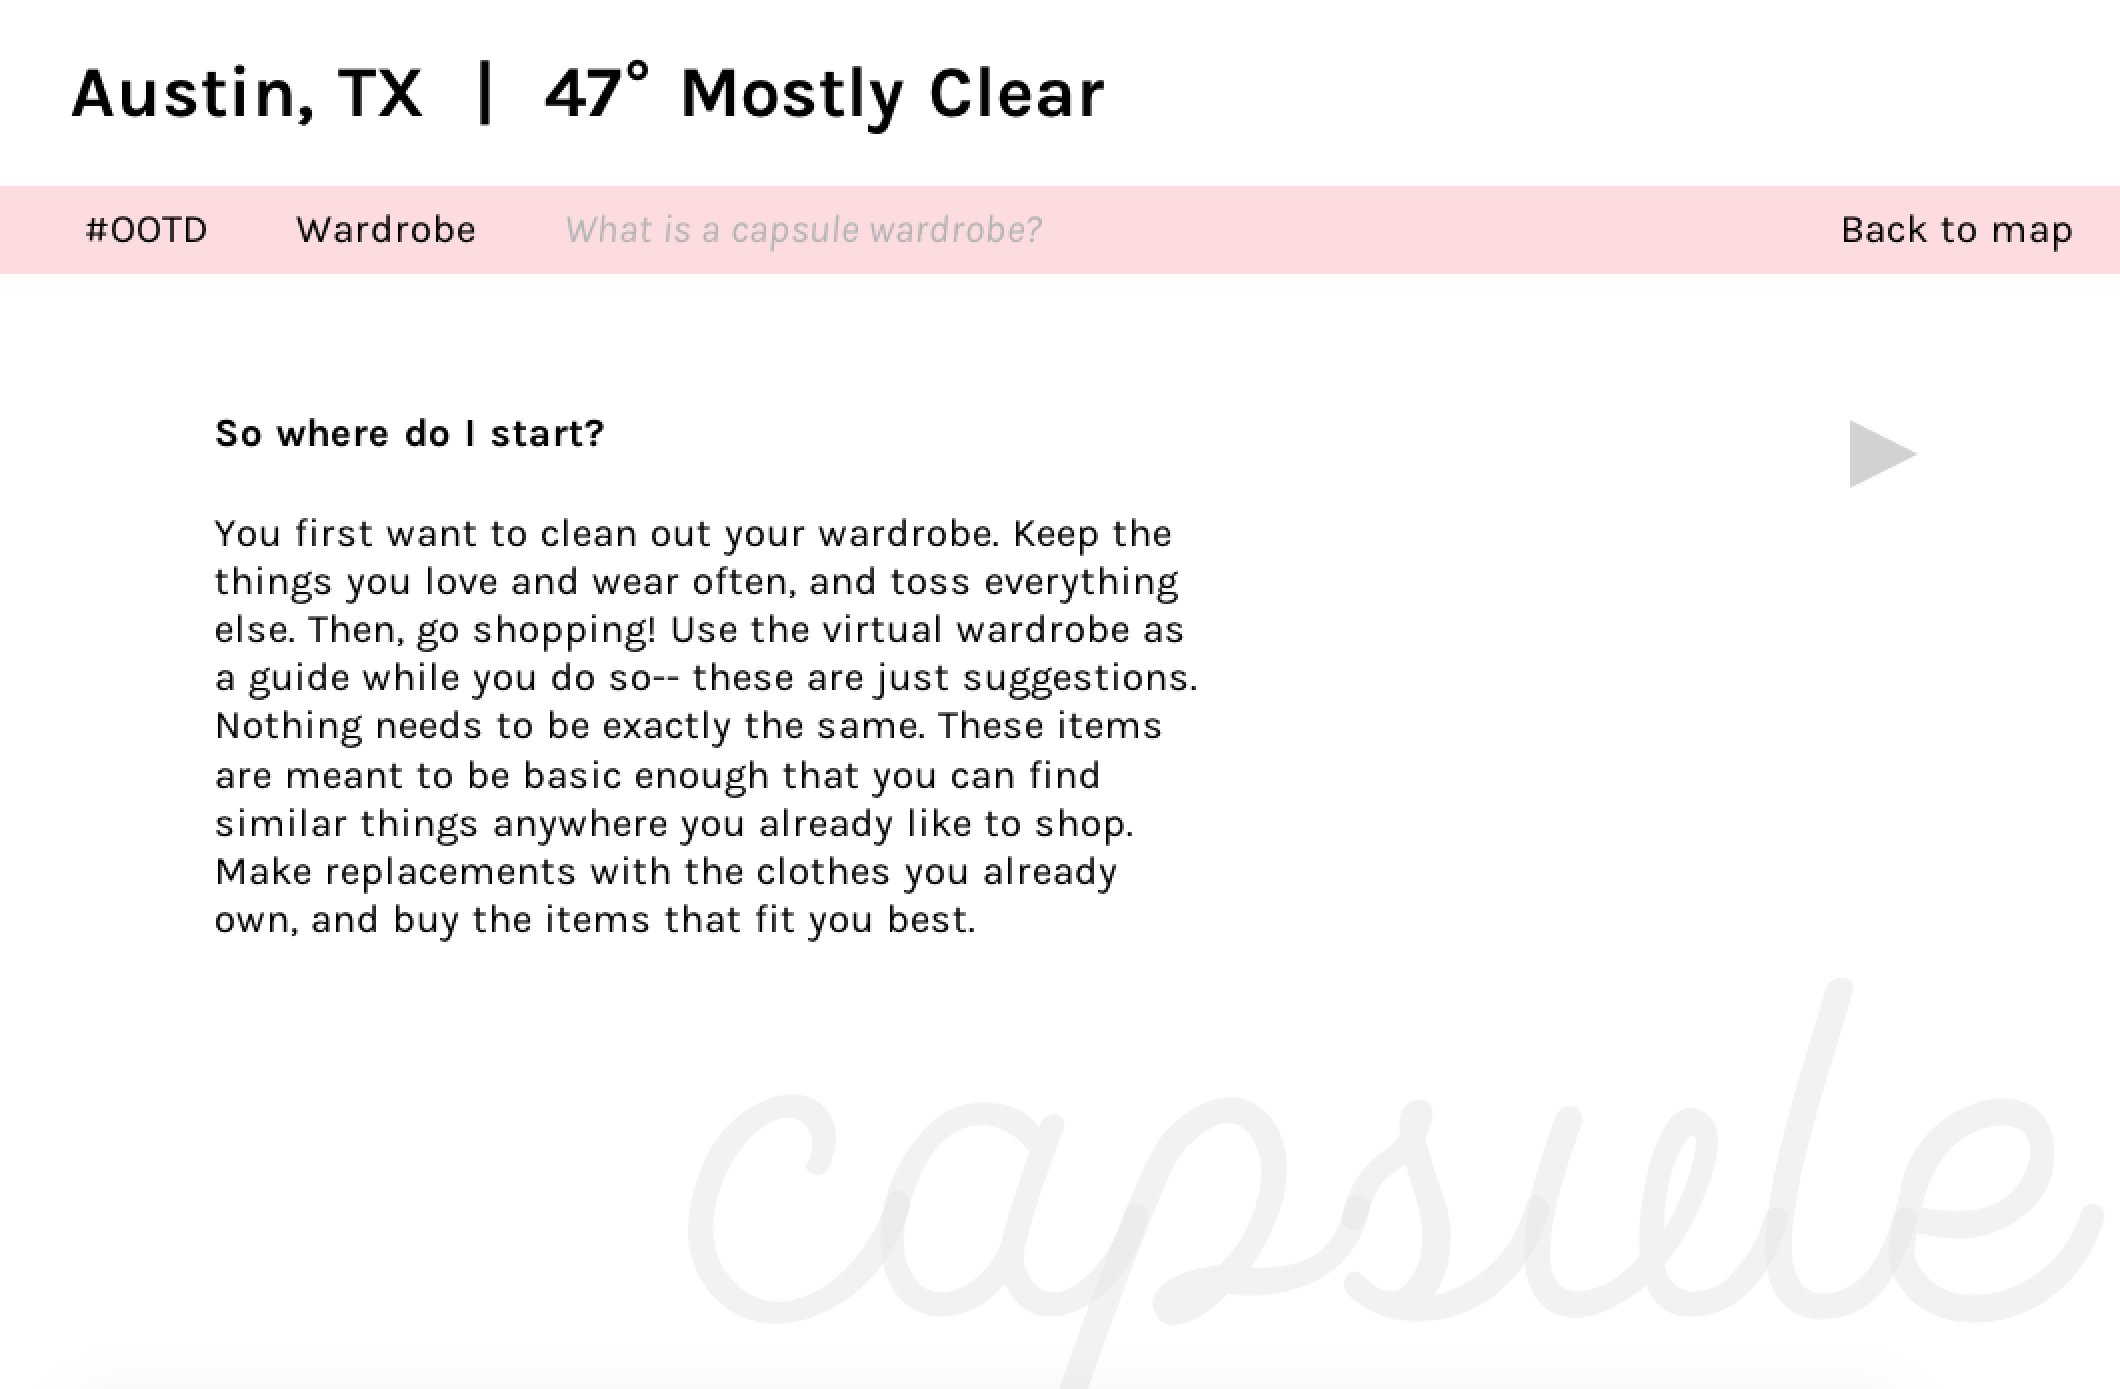 Austin, TX | 47° Mostly Clear
#OOTD Wardrobe What is a capsule wardrobe? Back to map
So where do I start?
You first want to clean out your wardrobe. Keep the
things you love and wear often, and toss everything
else. Then, go shopping! Use the virtual wardrobe as
a guide while you do so-- these are just suggestions.
Nothing needs to be exactly the same. These items
are meant to be basic enough that you can find
similar things anywhere you already like to shop.
Make replacements with the clothes you already
own, and buy the items that fit you best.
capsule